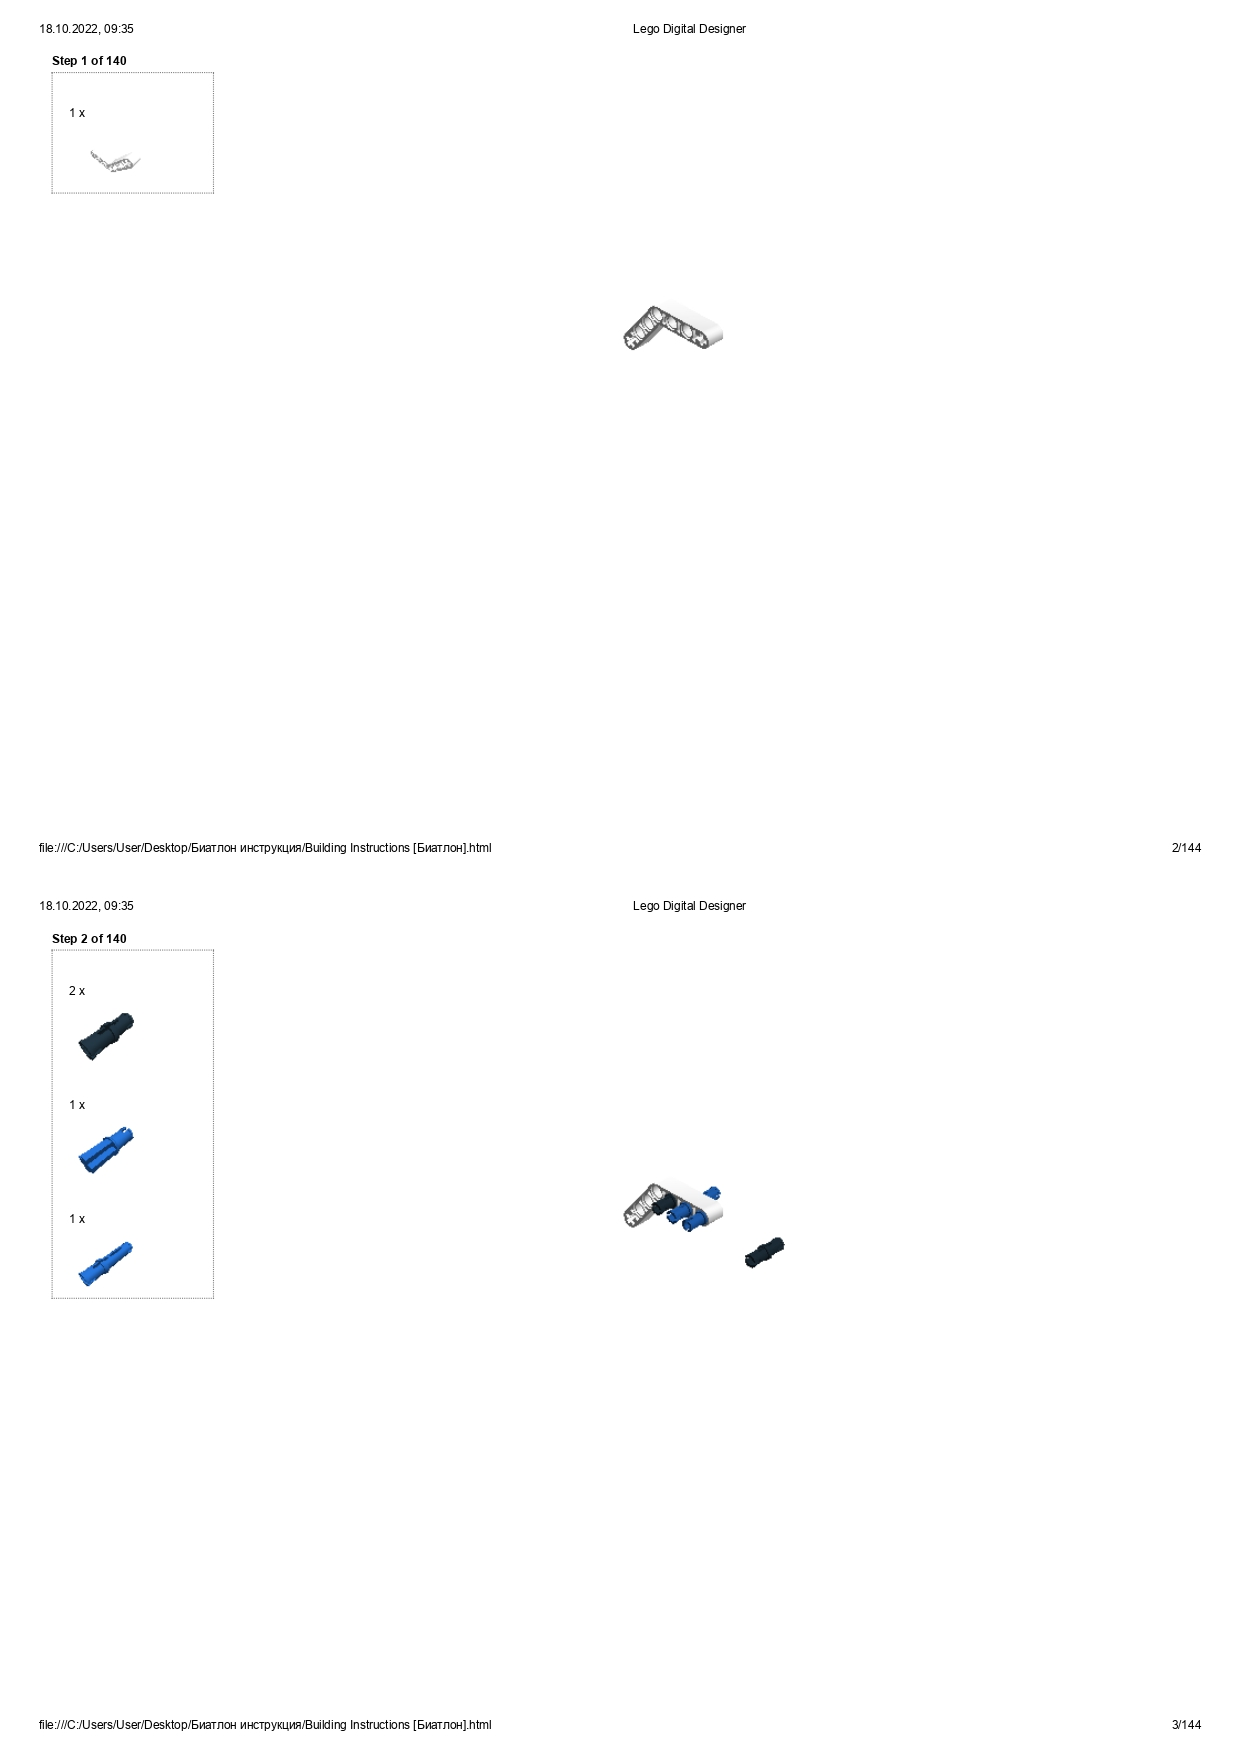 18.10.2022, 09:35 Lego Digital Designer
Step 1 of 140
1 x
file:///C:/Users/User/Desktop/Биатлон инструкция/Building Instructions [Биатлон].html 2/144
18.10.2022, 09:35 Lego Digital Designer
Step 2 of 140
2 x
1 x
1 x
file:///C:/Users/User/Desktop/Биатлон инструкция/Building Instructions [Биатлон].html 3/144